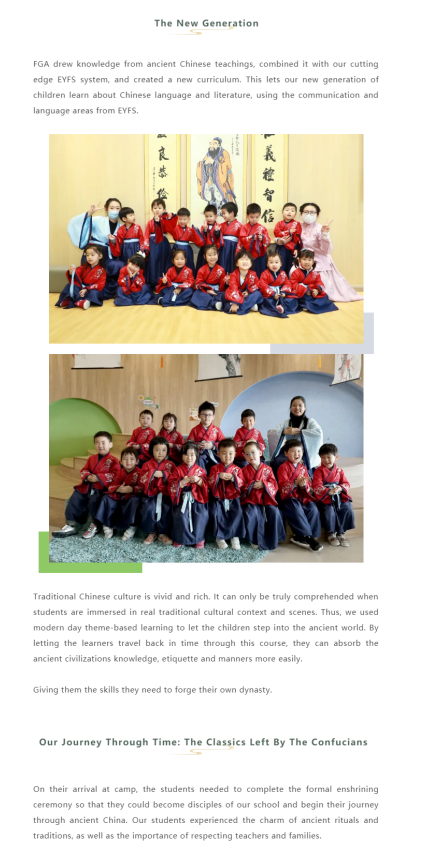 The New Generation
FGA drew knowledge from ancient Chinese teachings, combined it with our cutting
edge EYFS system, and created a new curriculum. This lets our new generation of
children learn about Chinese language and literature, using the communication and
language areas from EYFS.
良恭儉
義禮智信
Traditional Chinese culture is vivid and rich. It can only be truly comprehended when
students are immersed in real traditional cultural context and scenes. Thus, we used
modern day theme-based learning to let the children step into the ancient world. By
letting the learners travel back in time through this course, they can absorb the
ancient civilizations knowledge, etiquette and manners more easily.
Giving them the skills they need to forge their own dynasty.
Our Journey Through Time: The Classics Left By The Confucians
On their arrival at camp, the students needed to complete the formal enshrining
ceremony so that they could become disciples of our school and begin their journey
through ancient China. Our students experienced the charm of ancient rituals and
traditions, as well as the importance of respecting teachers and families.